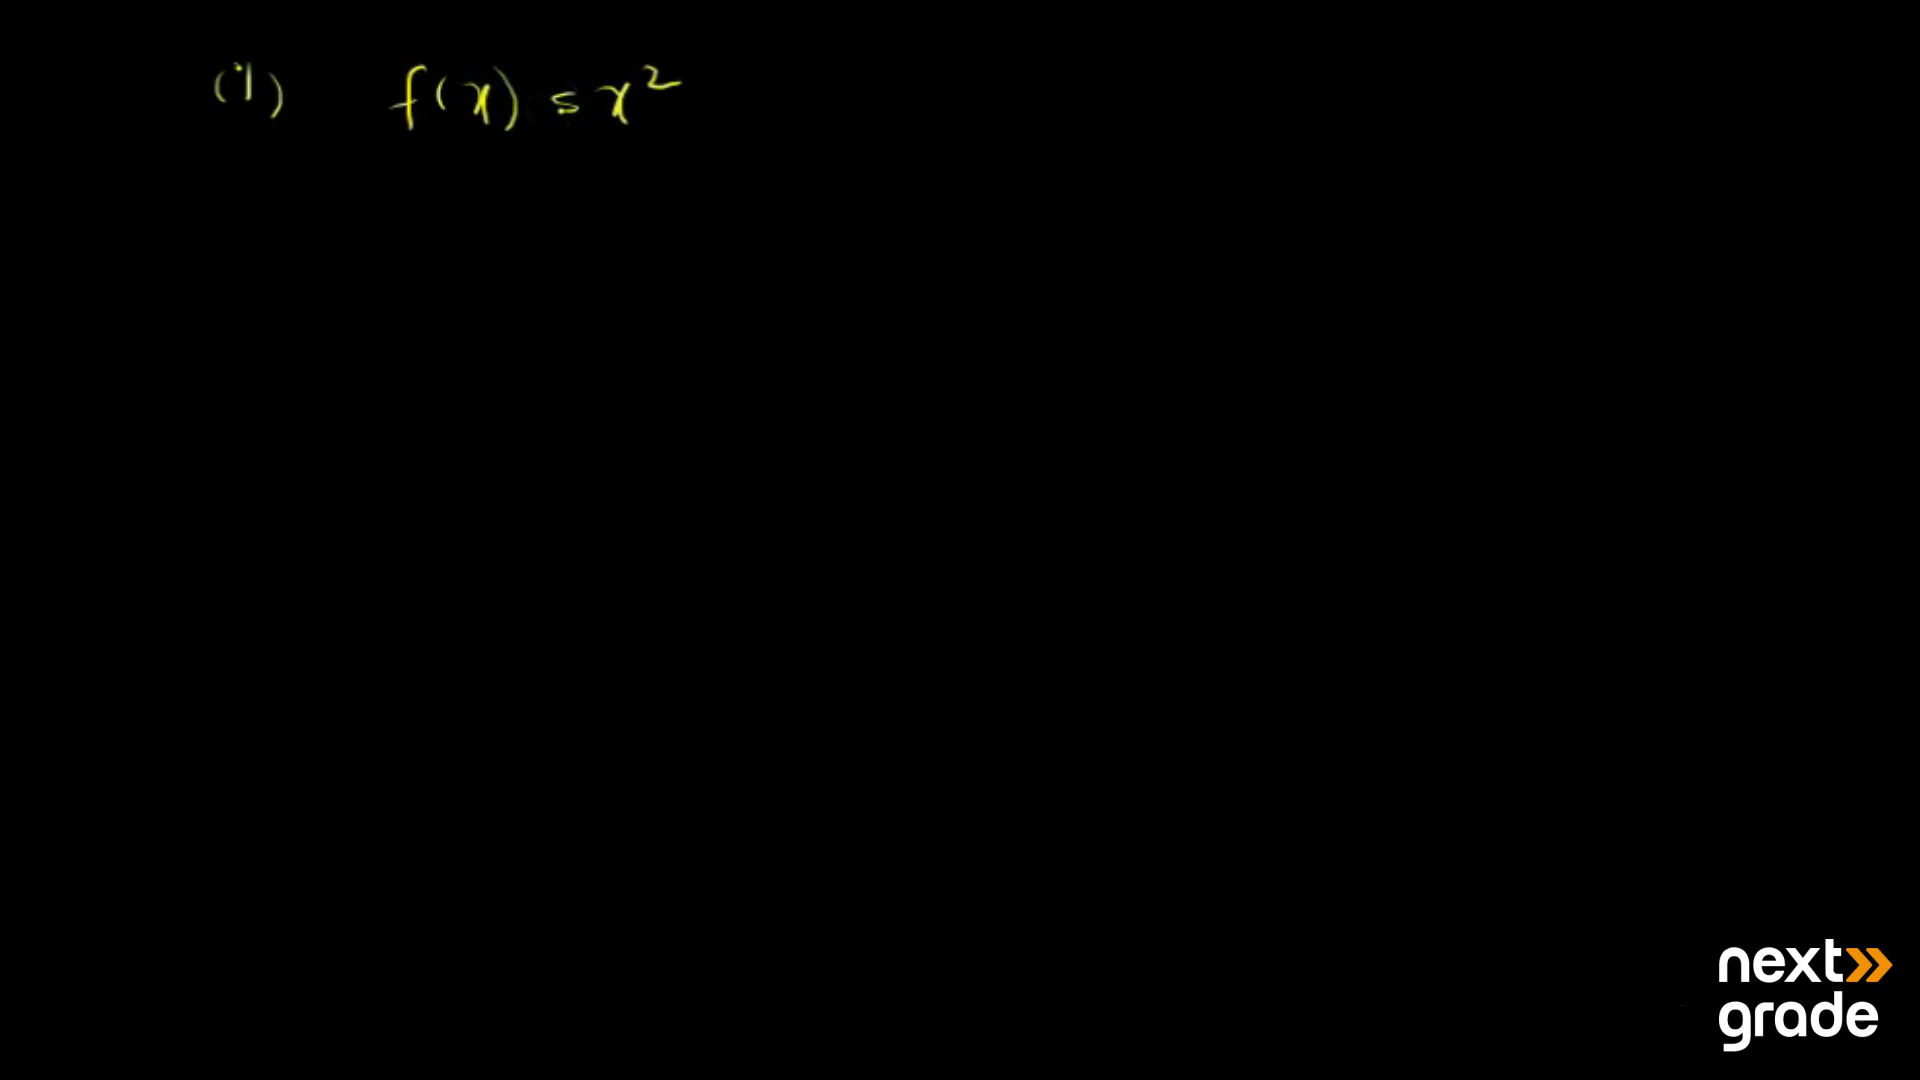 (i) f(x) = x²
next
grade